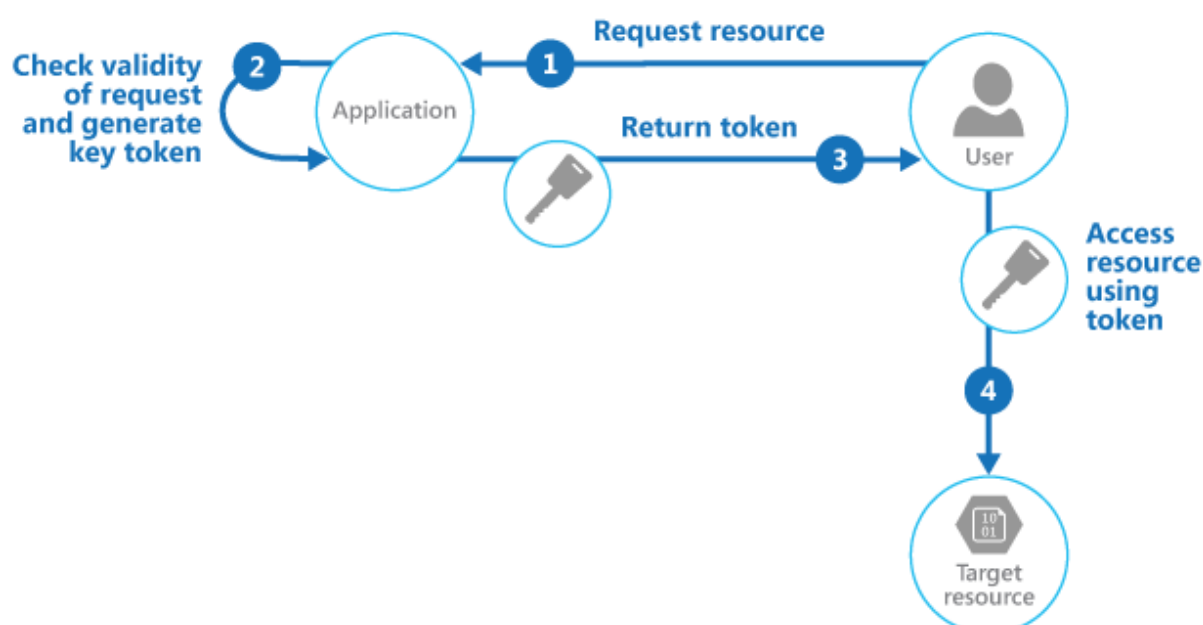 Request resource
1
2
Check validity
of request
and generate
key token
Application
Return token
3
User
Access
resource
using
token
4
10
01
Target
resource